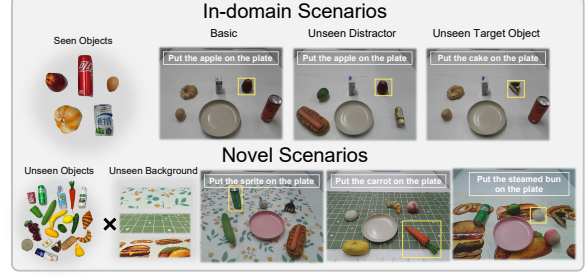 In-domain Scenarios
Seen Objects
Basic
Unseen Distractor
Unseen Target Object
Put the apple on the plate
Put the apple on the plate
Put the cake on the plate
Novel Scenarios
Unseen Objects
Unseen Background
Put the sprite on the plate
Put the carrot on the plate
Put the steamed bun
on the plate